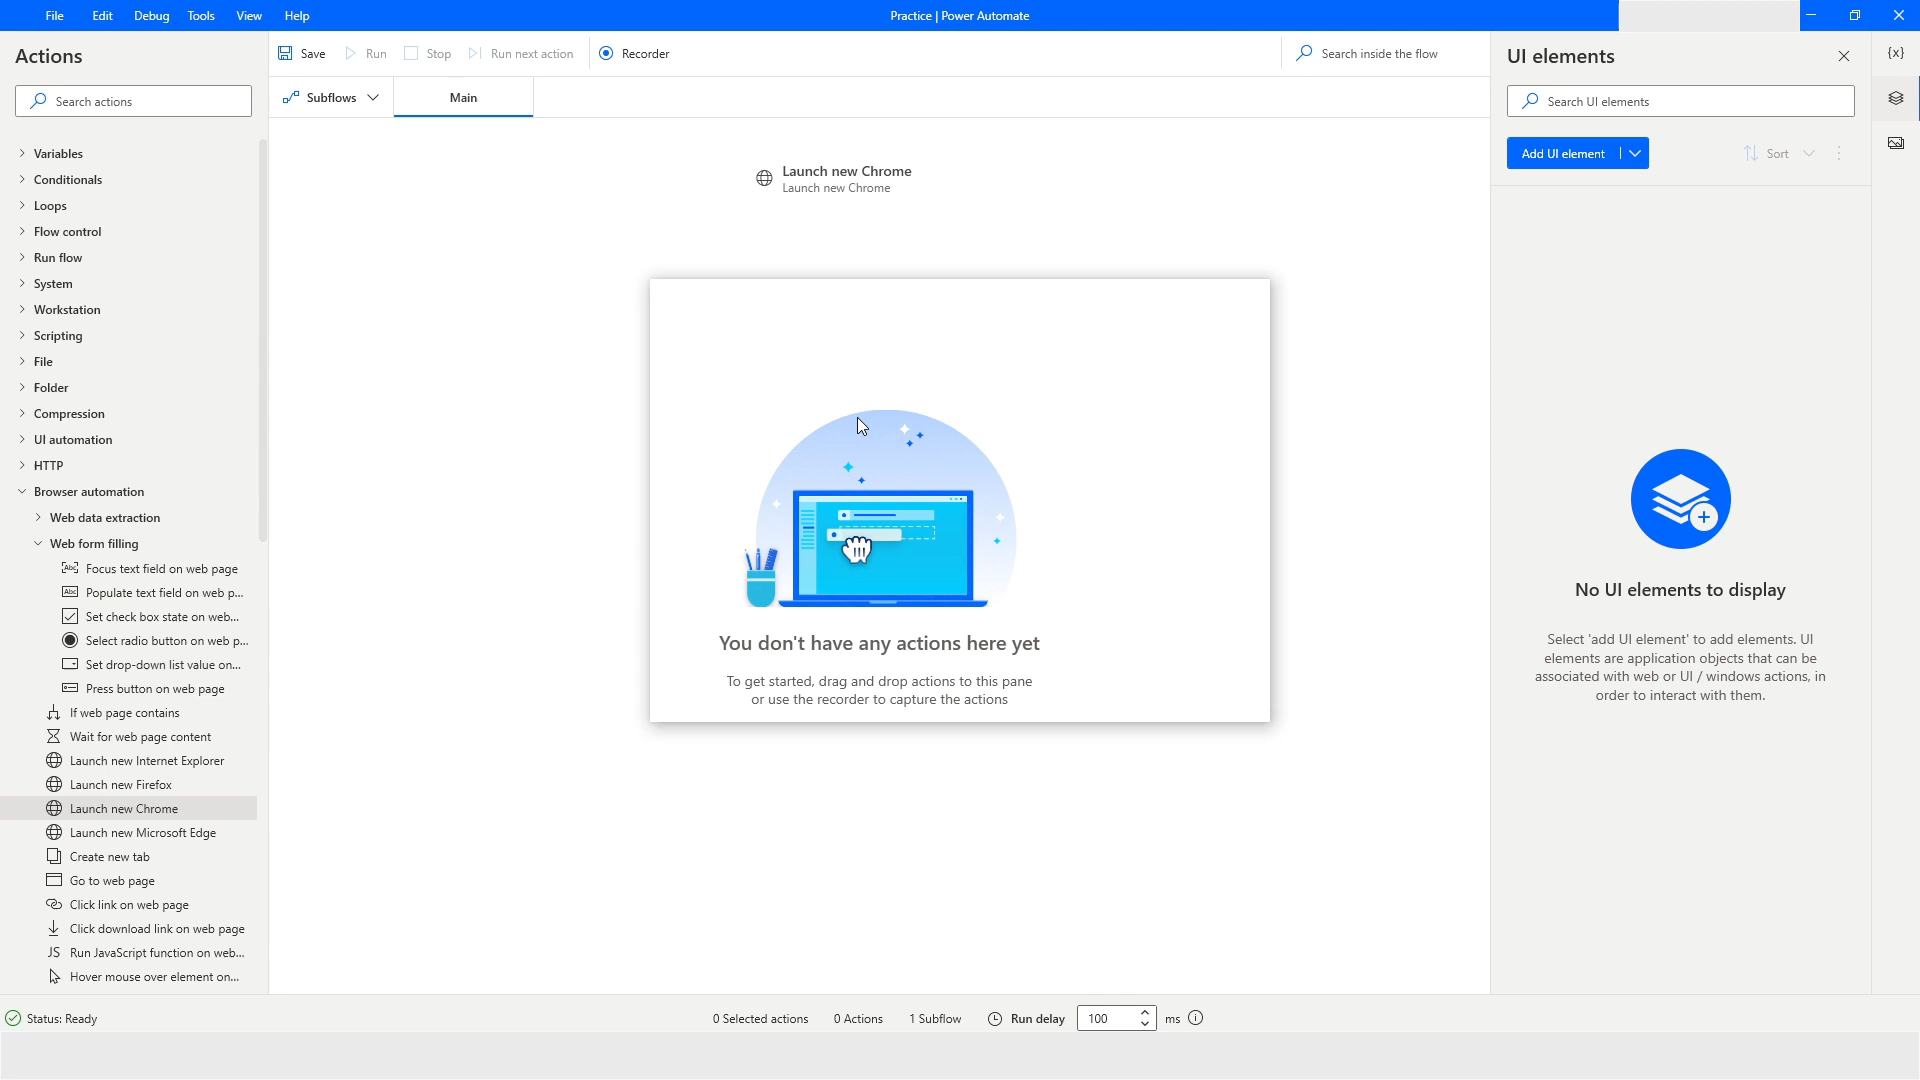 File Edit Debug Tools View Help
Practice | Power Automate
Actions
Search actions
Variables
Conditionals
Loops
Flow control
Run flow
System
Workstation
Scripting
File
Folder
Compression
UI automation
HTTP
Browser automation
Web data extraction
Web form filling
Abc Focus text field on web page
Abc Populate text field on web p...
Set check box state on web...
Select radio button on web p...
Set drop-down list value on...
Press button on web page
If web page contains
Wait for web page content
Launch new Internet Explorer
Launch new Firefox
Launch new Chrome
Launch new Microsoft Edge
Create new tab
Go to web page
Click link on web page
Click download link on web page
JS Run JavaScript function on web...
Hover mouse over element on...
Save Run Stop Run next action Recorder
Search inside the flow
Subflows Main
Launch new Chrome
Launch new Chrome
You don't have any actions here yet
To get started, drag and drop actions to this pane
or use the recorder to capture the actions
UI elements
{x}
Search UI elements
Add UI element
Sort
No UI elements to display
Select 'add UI element' to add elements. UI
elements are application objects that can be
associated with web or UI / windows actions, in
order to interact with them.
Status: Ready
0 Selected actions 0 Actions 1 Subflow Run delay 100 ms